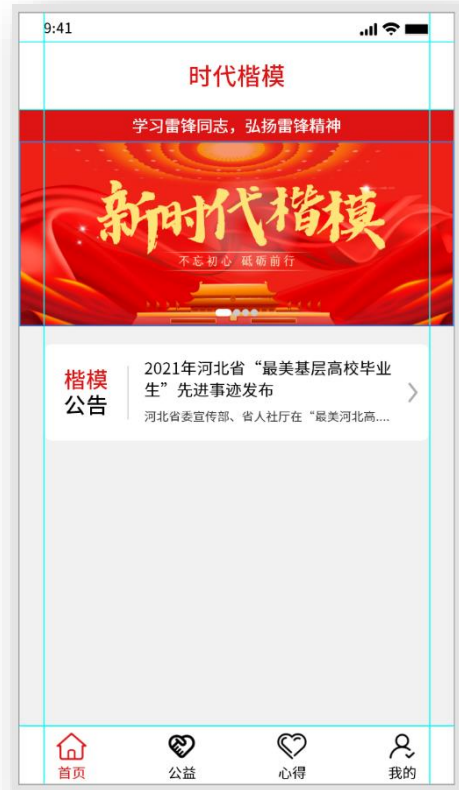 9:41
时代楷模
学习雷锋同志，弘扬雷锋精神
新时代楷模
不忘初心 砥砺前行
楷模
公告
2021年河北省“最美基层高校毕业
生”先进事迹发布
河北省委宣传部、省人社厅在“最美河北高....
首页
公益
心得
我的